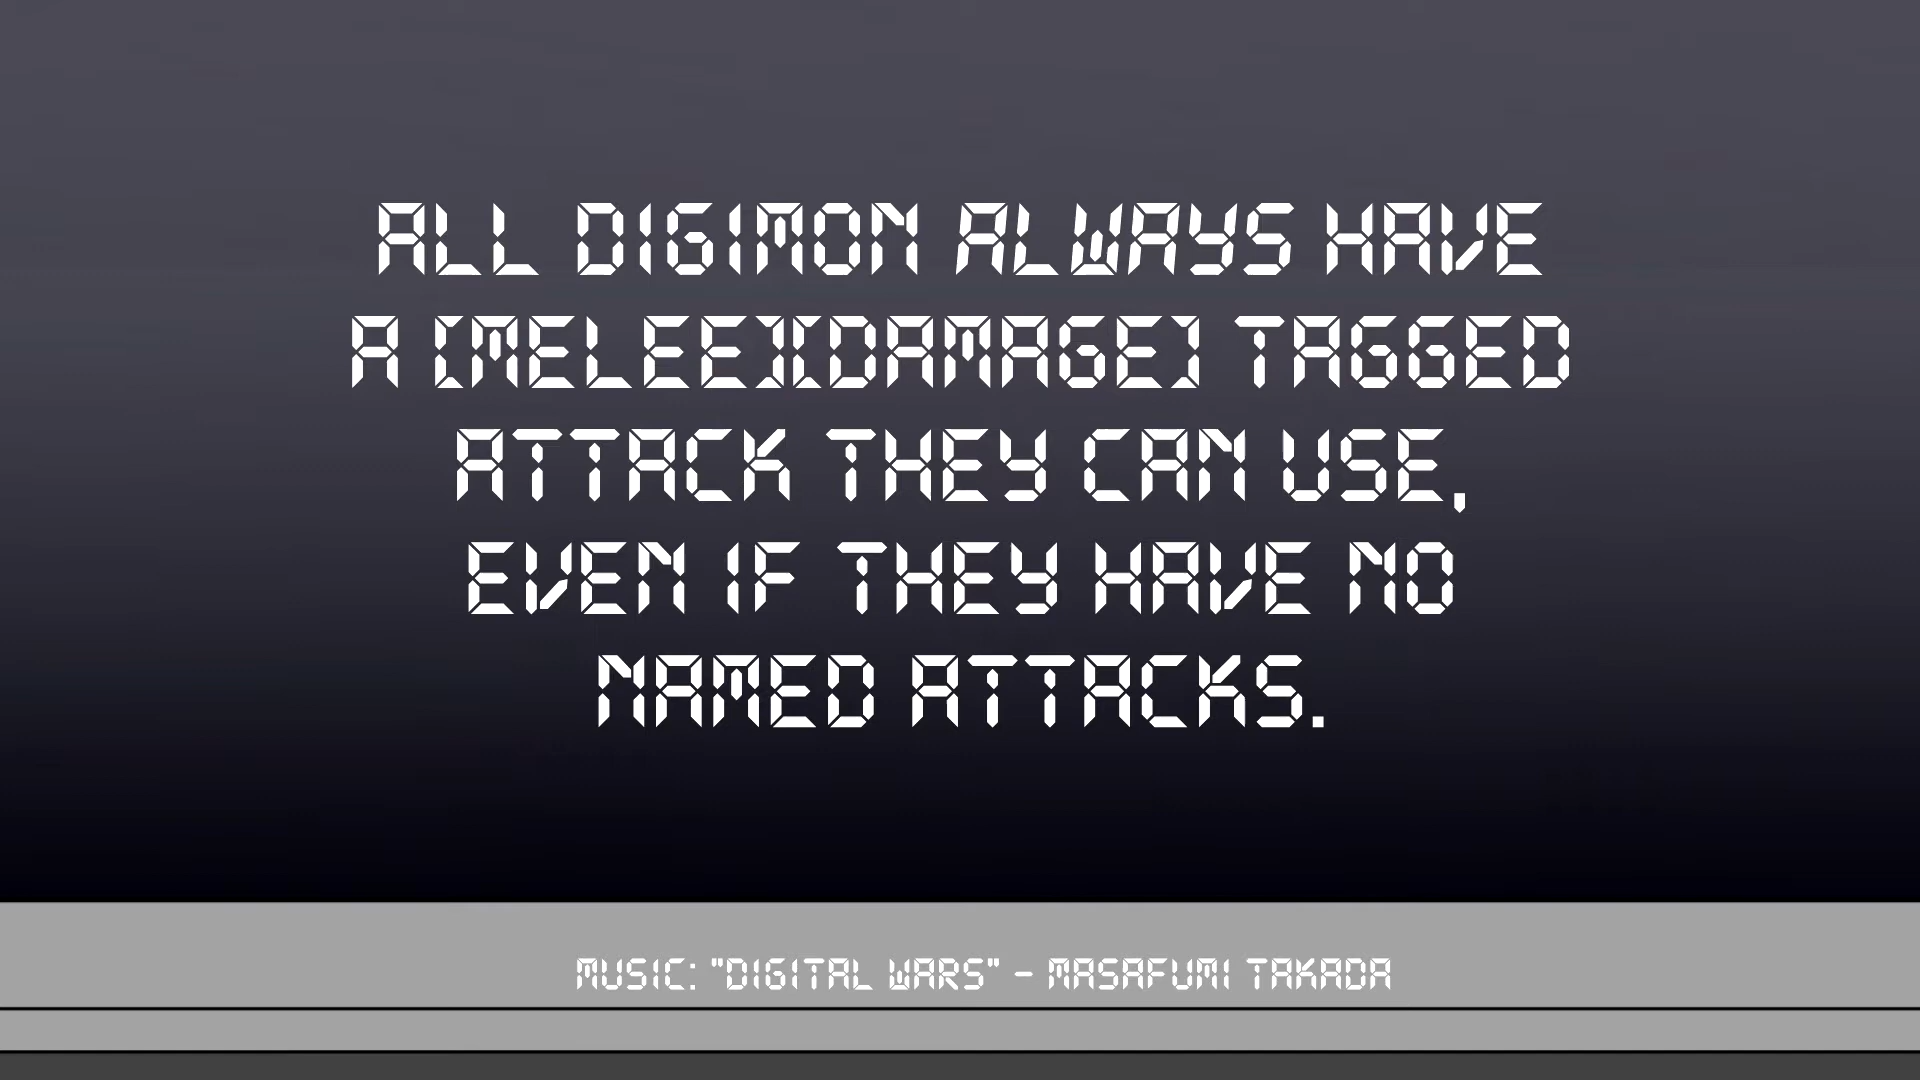 ALL DIGIMON ALWAYS HAVE
A [MELEE][DAMAGE] TAGGED
ATTACK THEY CAN USE,
EVEN IF THEY HAVE NO
NAMED ATTACKS.
MUSIC: "DIGITAL WARS" - MASAFUMI TAKADA